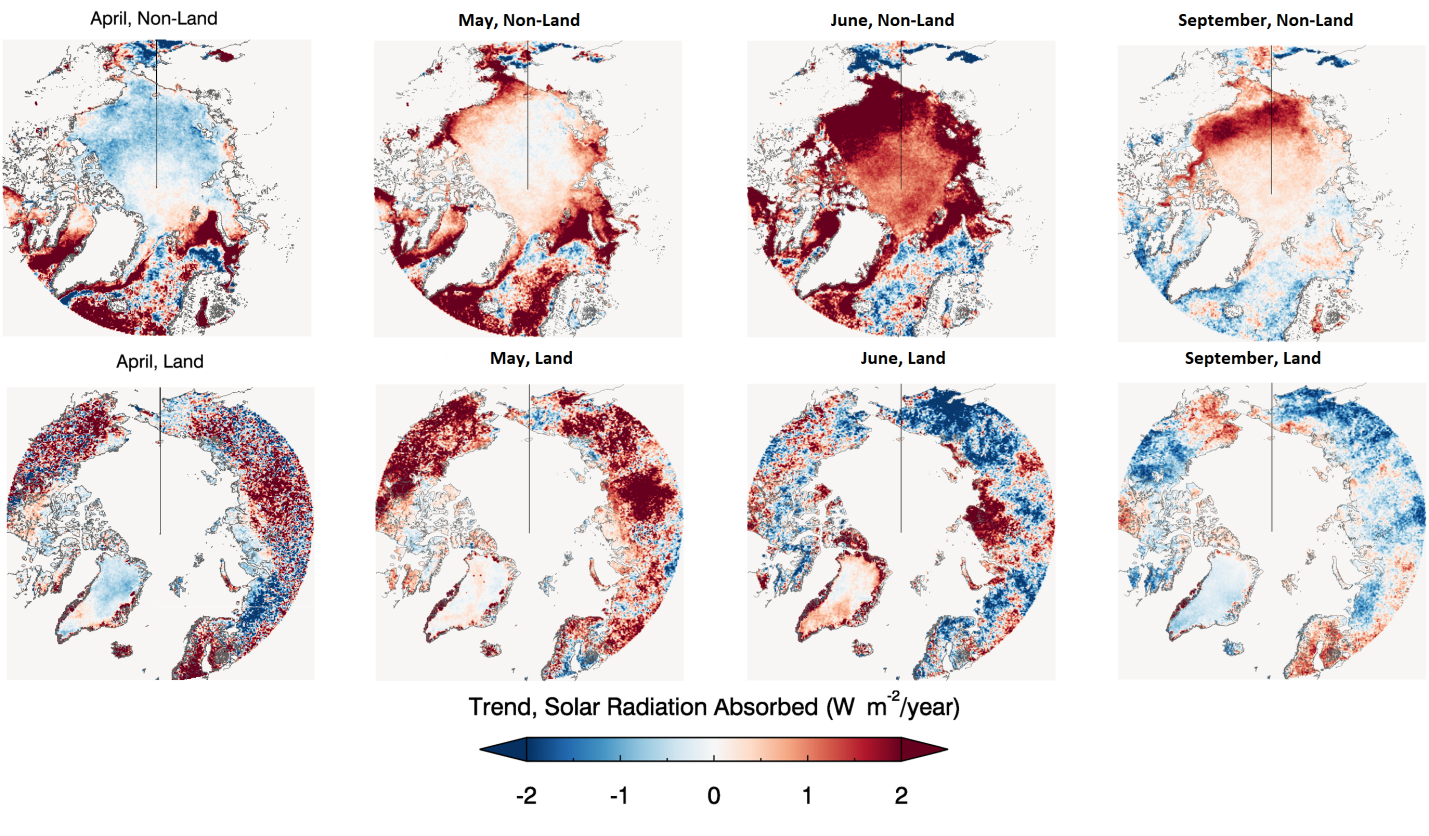 April, Non-Land
May, Non-Land
June, Non-Land
September, Non-Land
April, Land
May, Land
June, Land
September, Land
Trend, Solar Radiation Absorbed (W m⁻²/year)
-2 -1 0 1 2